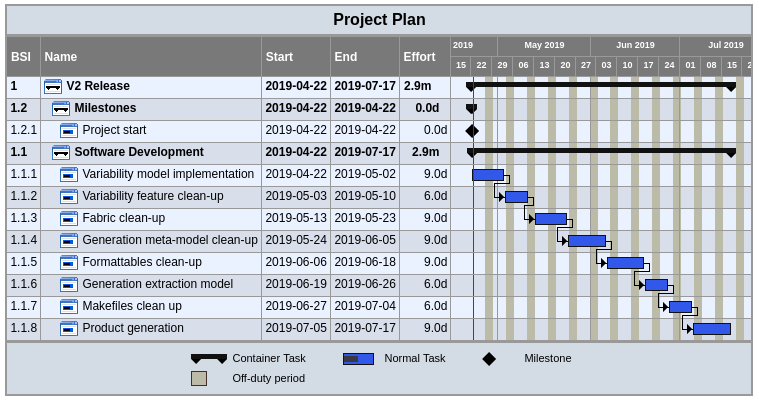 Project Plan
BSI Name Start End Effort 2019 May 2019 Jun 2019 Jul 2019
15 22 29 06 13 20 27 03 10 17 24 01 08 15 2
1 V2 Release 2019-04-22 2019-07-17 2.9m
1.2 Milestones 2019-04-22 2019-04-22 0.0d
1.2.1 Project start 2019-04-22 2019-04-22 0.0d
1.1 Software Development 2019-04-22 2019-07-17 2.9m
1.1.1 Variability model implementation 2019-04-22 2019-05-02 9.0d
1.1.2 Variability feature clean-up 2019-05-03 2019-05-10 6.0d
1.1.3 Fabric clean-up 2019-05-13 2019-05-23 9.0d
1.1.4 Generation meta-model clean-up 2019-05-24 2019-06-05 9.0d
1.1.5 Formattables clean-up 2019-06-06 2019-06-18 9.0d
1.1.6 Generation extraction model 2019-06-19 2019-06-26 6.0d
1.1.7 Makefiles clean up 2019-06-27 2019-07-04 6.0d
1.1.8 Product generation 2019-07-05 2019-07-17 9.0d
Container Task Normal Task Milestone
Off-duty period